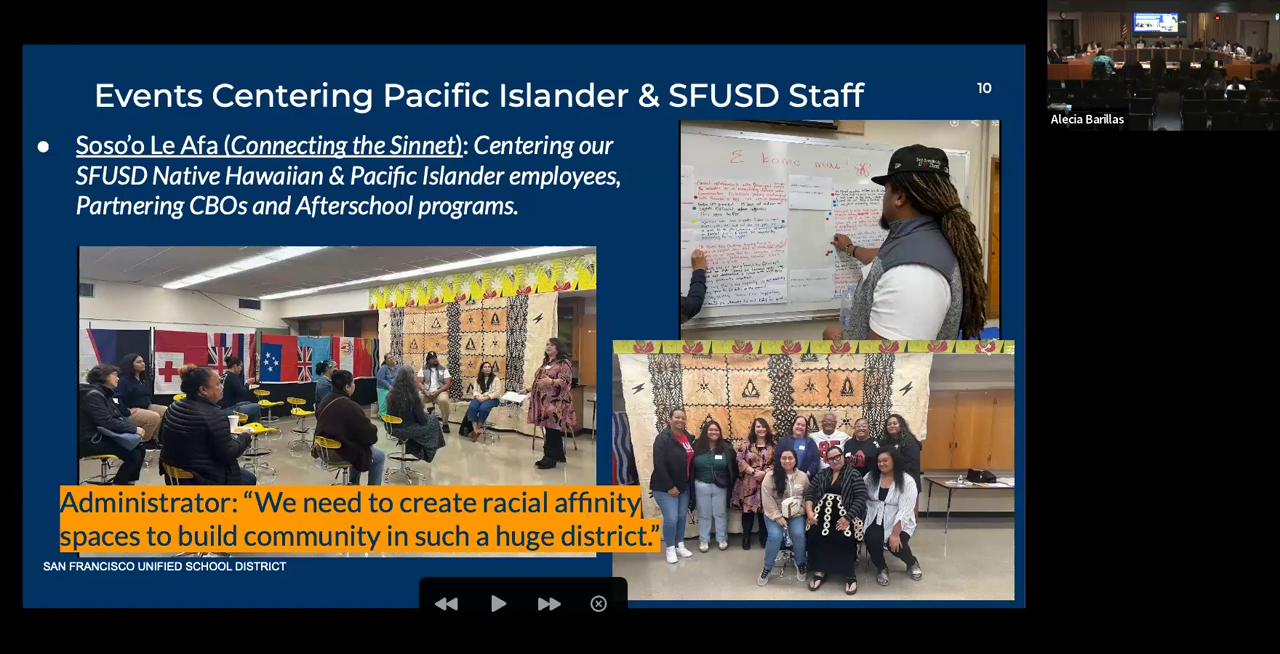 Events Centering Pacific Islander & SFUSD Staff
10
● Soso’o Le Afa (Connecting the Sinnet): Centering our
SFUSD Native Hawaiian & Pacific Islander employees,
Partnering CBOs and Afterschool programs.
Administrator: “We need to create racial affinity
spaces to build community in such a huge district.”
SAN FRANCISCO UNIFIED SCHOOL DISTRICT
Alecia Barillas